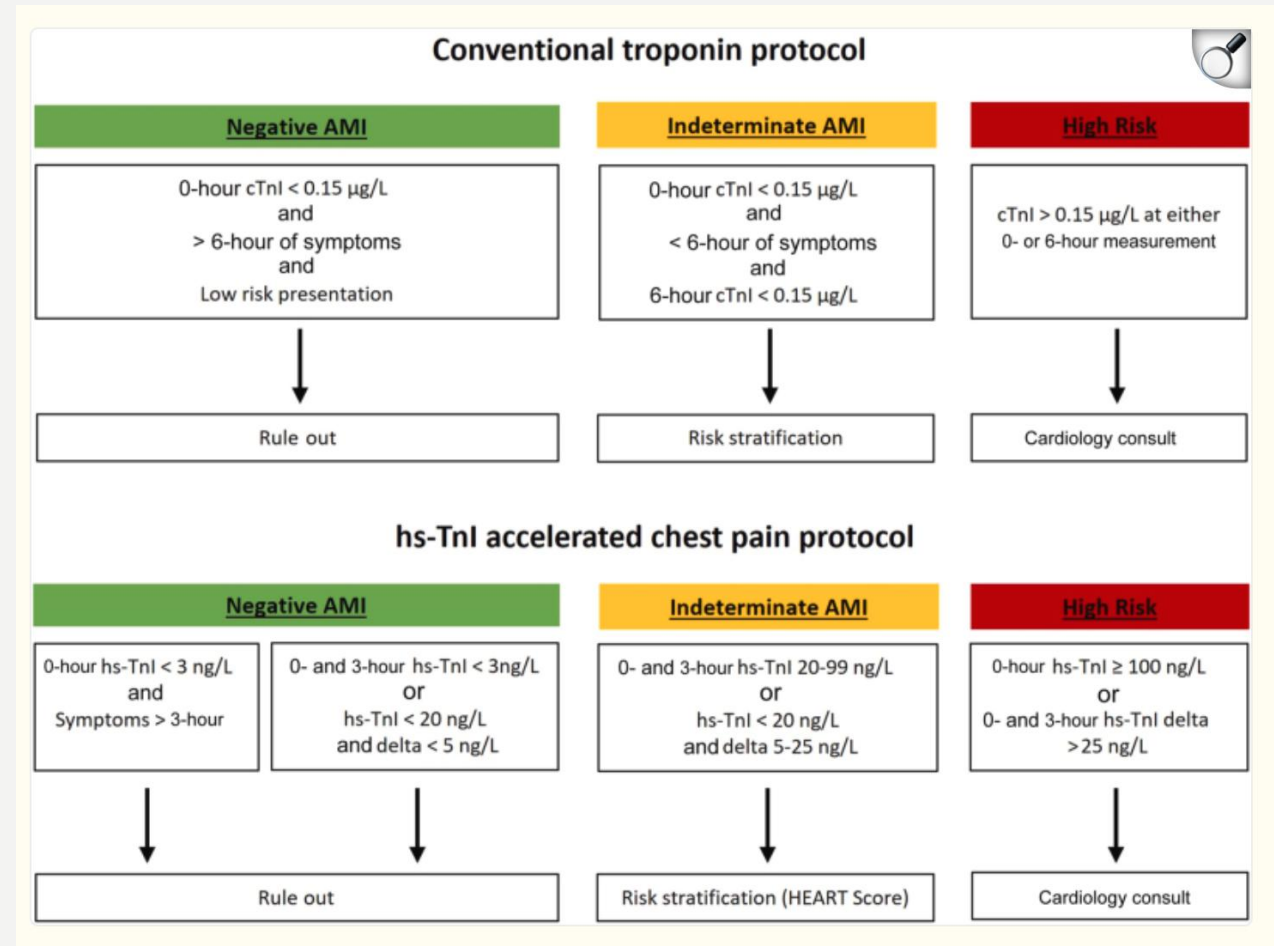 Conventional troponin protocol
Negative AMI
0-hour cTnI < 0.15 µg/L
and
> 6-hour of symptoms
and
Low risk presentation
Rule out
Indeterminate AMI
0-hour cTnI < 0.15 µg/L
and
< 6-hour of symptoms
and
6-hour cTnI < 0.15 µg/L
Risk stratification
High Risk
cTnI > 0.15 µg/L at either
0- or 6-hour measurement
Cardiology consult
hs-TnI accelerated chest pain protocol
Negative AMI
0-hour hs-TnI < 3 ng/L
and
Symptoms > 3-hour
0- and 3-hour hs-TnI < 3ng/L
or
hs-TnI < 20 ng/L
and delta < 5 ng/L
Rule out
Indeterminate AMI
0- and 3-hour hs-TnI 20-99 ng/L
or
hs-TnI < 20 ng/L
and delta 5-25 ng/L
Risk stratification (HEART Score)
High Risk
0-hour hs-TnI ≥ 100 ng/L
or
0- and 3-hour hs-TnI delta
>25 ng/L
Cardiology consult